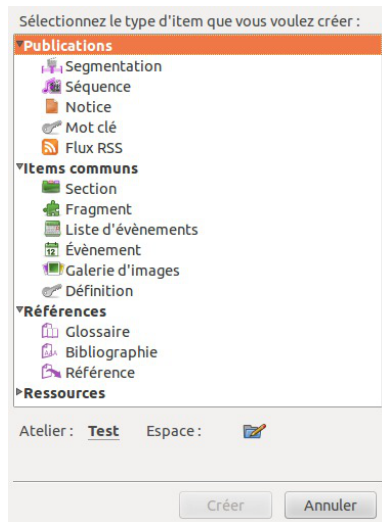 Sélectionnez le type d'item que vous voulez créer :
Publications
Segmentation
Séquence
Notice
Mot clé
Flux RSS
Items communs
Section
Fragment
Liste d'évènements
12 Évènement
Galerie d'images
Définition
Références
Glossaire
Bibliographie
Référence
Ressources
Atelier : Test Espace :
Créer Annuler